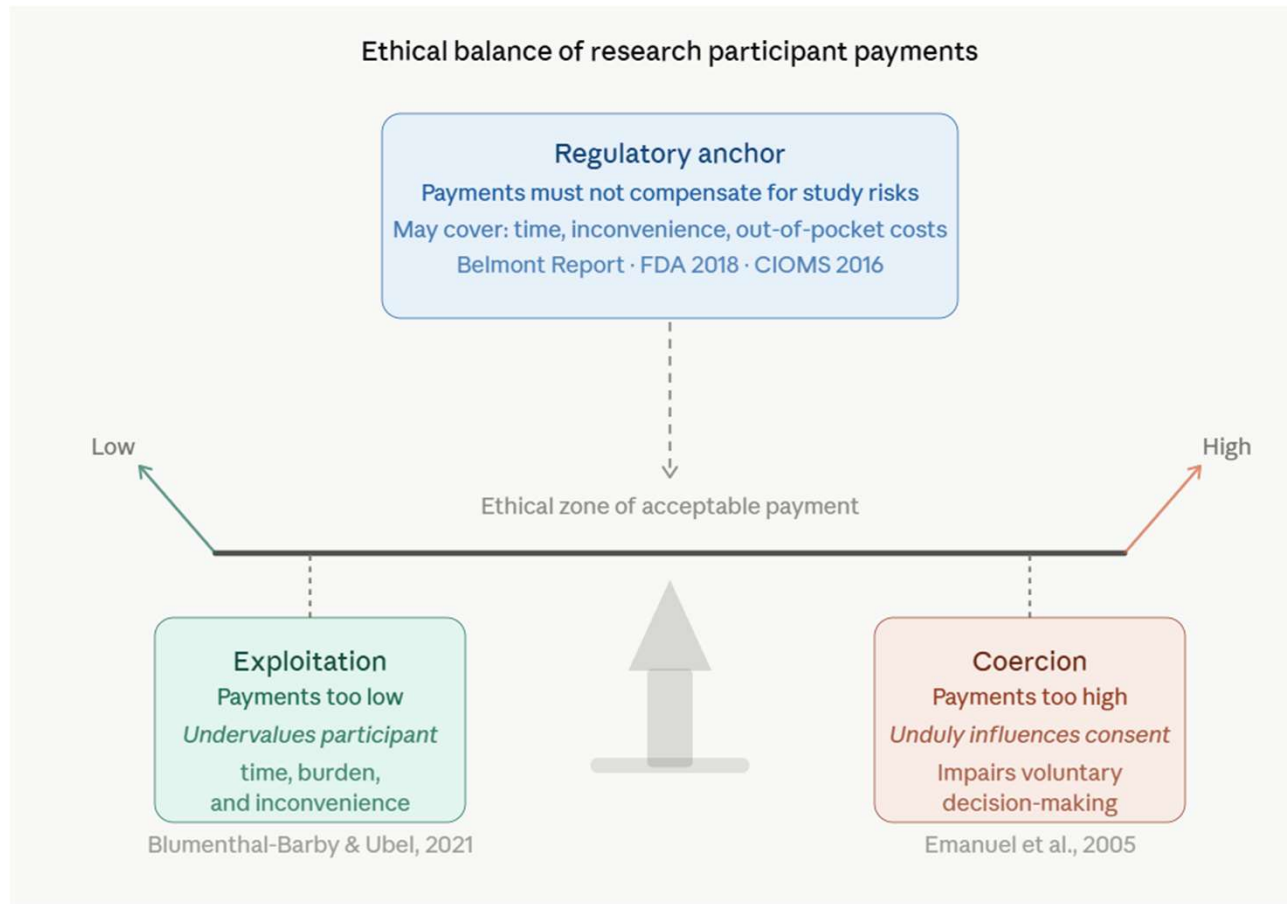 Ethical balance of research participant payments
Regulatory anchor
Payments must not compensate for study risks
May cover: time, inconvenience, out-of-pocket costs
Belmont Report · FDA 2018 · CIOMS 2016
Low
High
Ethical zone of acceptable payment
Exploitation
Payments too low
Undervalues participant
time, burden,
and inconvenience
Blumenthal-Barby & Ubel, 2021
Coercion
Payments too high
Unduly influences consent
Impairs voluntary
decision-making
Emanuel et al., 2005